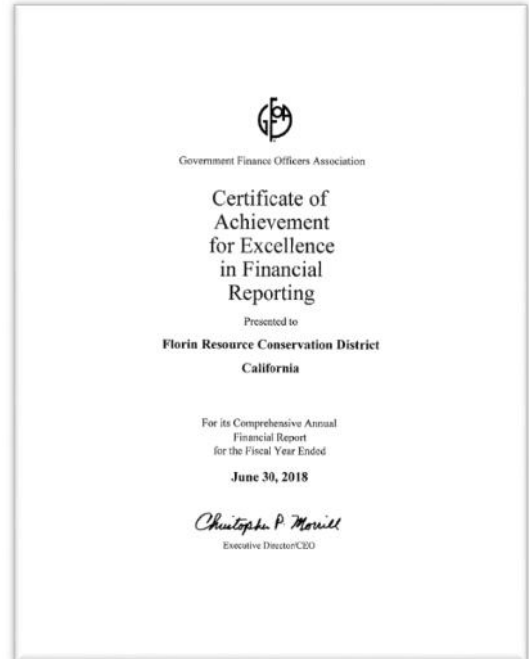 GFOA
Government Finance Officers Association
Certificate of
Achievement
for Excellence
in Financial
Reporting
Presented to
Florin Resource Conservation District
California
For its Comprehensive Annual
Financial Report
for the Fiscal Year Ended
June 30, 2018
Christopher P. Morrill
Executive Director/CEO